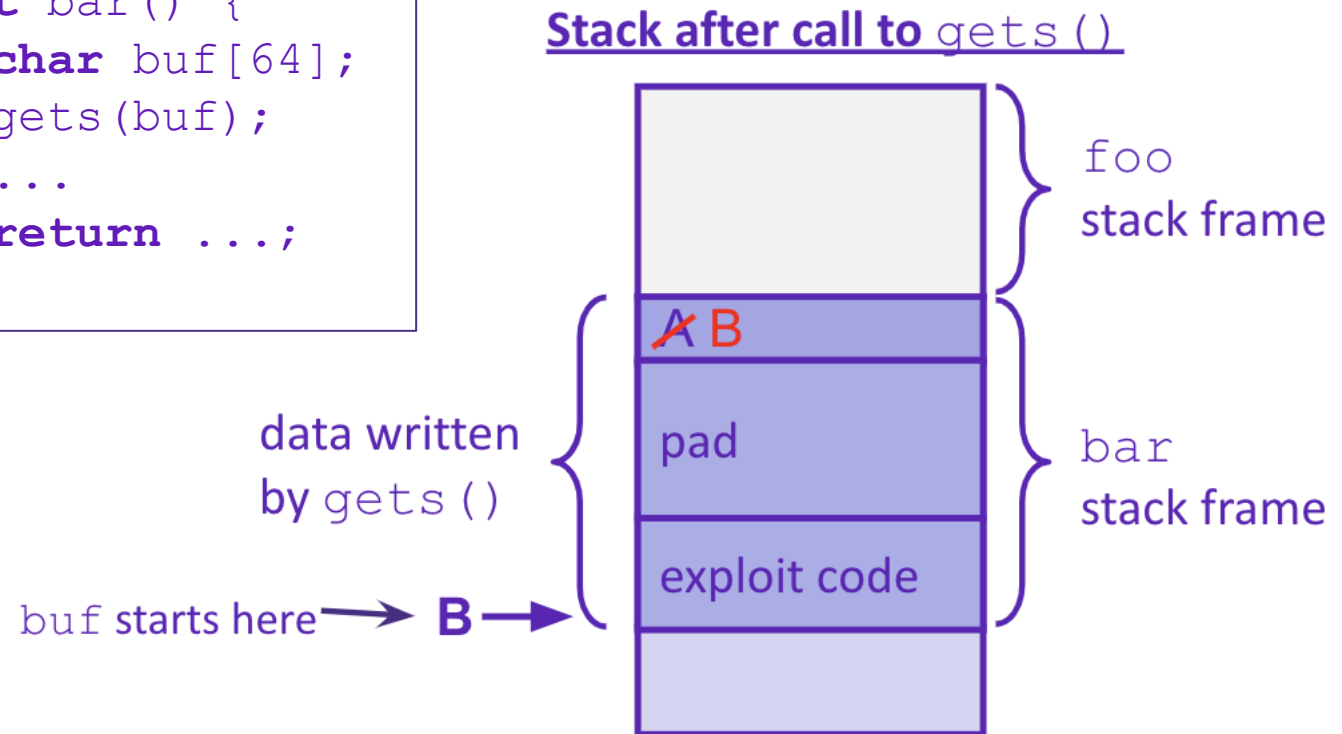 t bar() {
char buf[64];
gets(buf);
...
return ...;
Stack after call to gets()
foo
stack frame
A B
data written
by gets()
pad
bar
stack frame
exploit code
buf starts here B